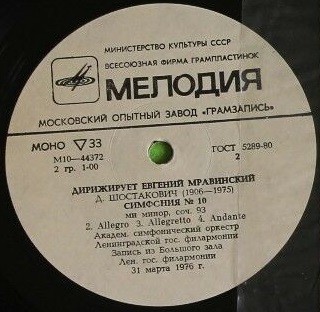 МИНИСТЕРСТВО КУЛЬТУРЫ СССР
ВСЕСОЮЗНАЯ ФИРМА ГРАМПЛАСТИНОК
МЕЛОДИЯ
МОСКОВСКИЙ ОПЫТНЫЙ ЗАВОД «ГРАМЗАПИСЬ»
МОНО ▽33
М10—44372
2 гр. 1-00
ГОСТ 5289-80
2
ДИРИЖИРУЕТ ЕВГЕНИЙ МРАВИНСКИЙ
Д. ШОСТАКОВИЧ (1906—1975)
СИМФОНИЯ № 10
ми минор, соч. 93
2. Allegro 3. Allegretto 4. Andante
Академ. симфонический оркестр
Ленинградской гос. филармонии
Запись из Большого зала
Лен. гос. филармонии
31 марта 1976 г.